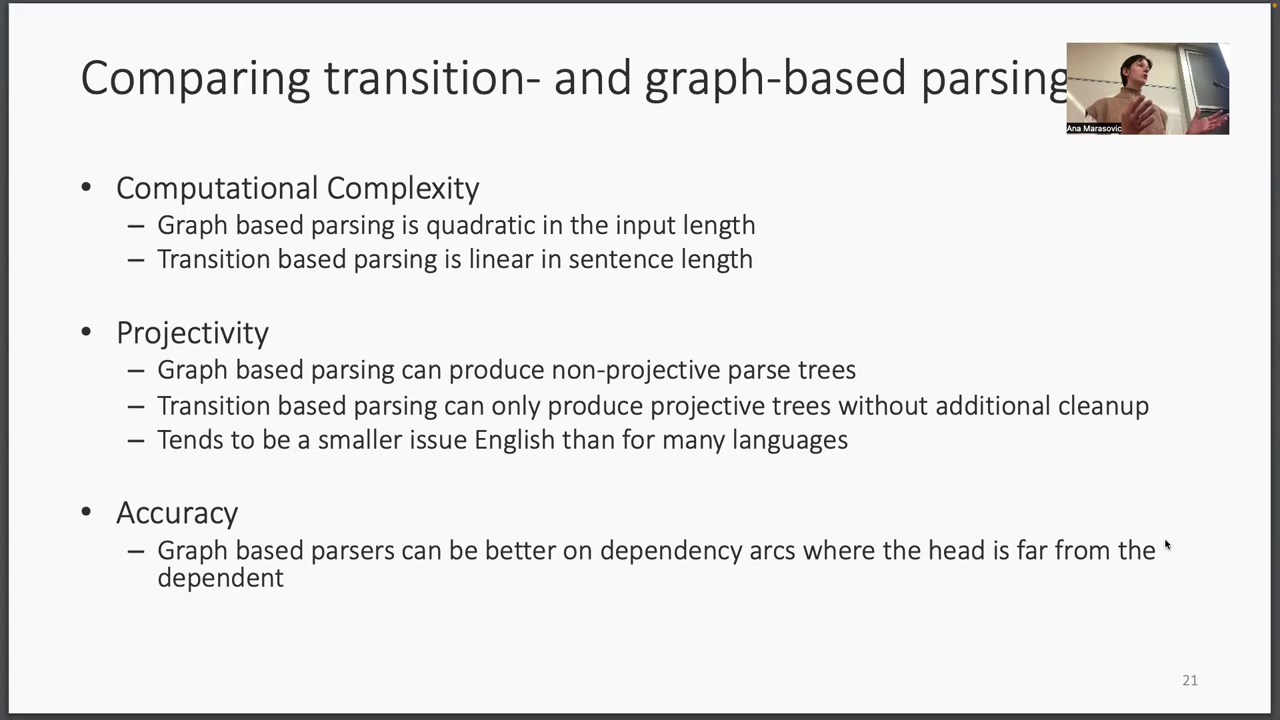 Comparing transition- and graph-based parsing
Ana Marasovic
• Computational Complexity
– Graph based parsing is quadratic in the input length
– Transition based parsing is linear in sentence length
• Projectivity
– Graph based parsing can produce non-projective parse trees
– Transition based parsing can only produce projective trees without additional cleanup
– Tends to be a smaller issue English than for many languages
• Accuracy
– Graph based parsers can be better on dependency arcs where the head is far from the
dependent
21